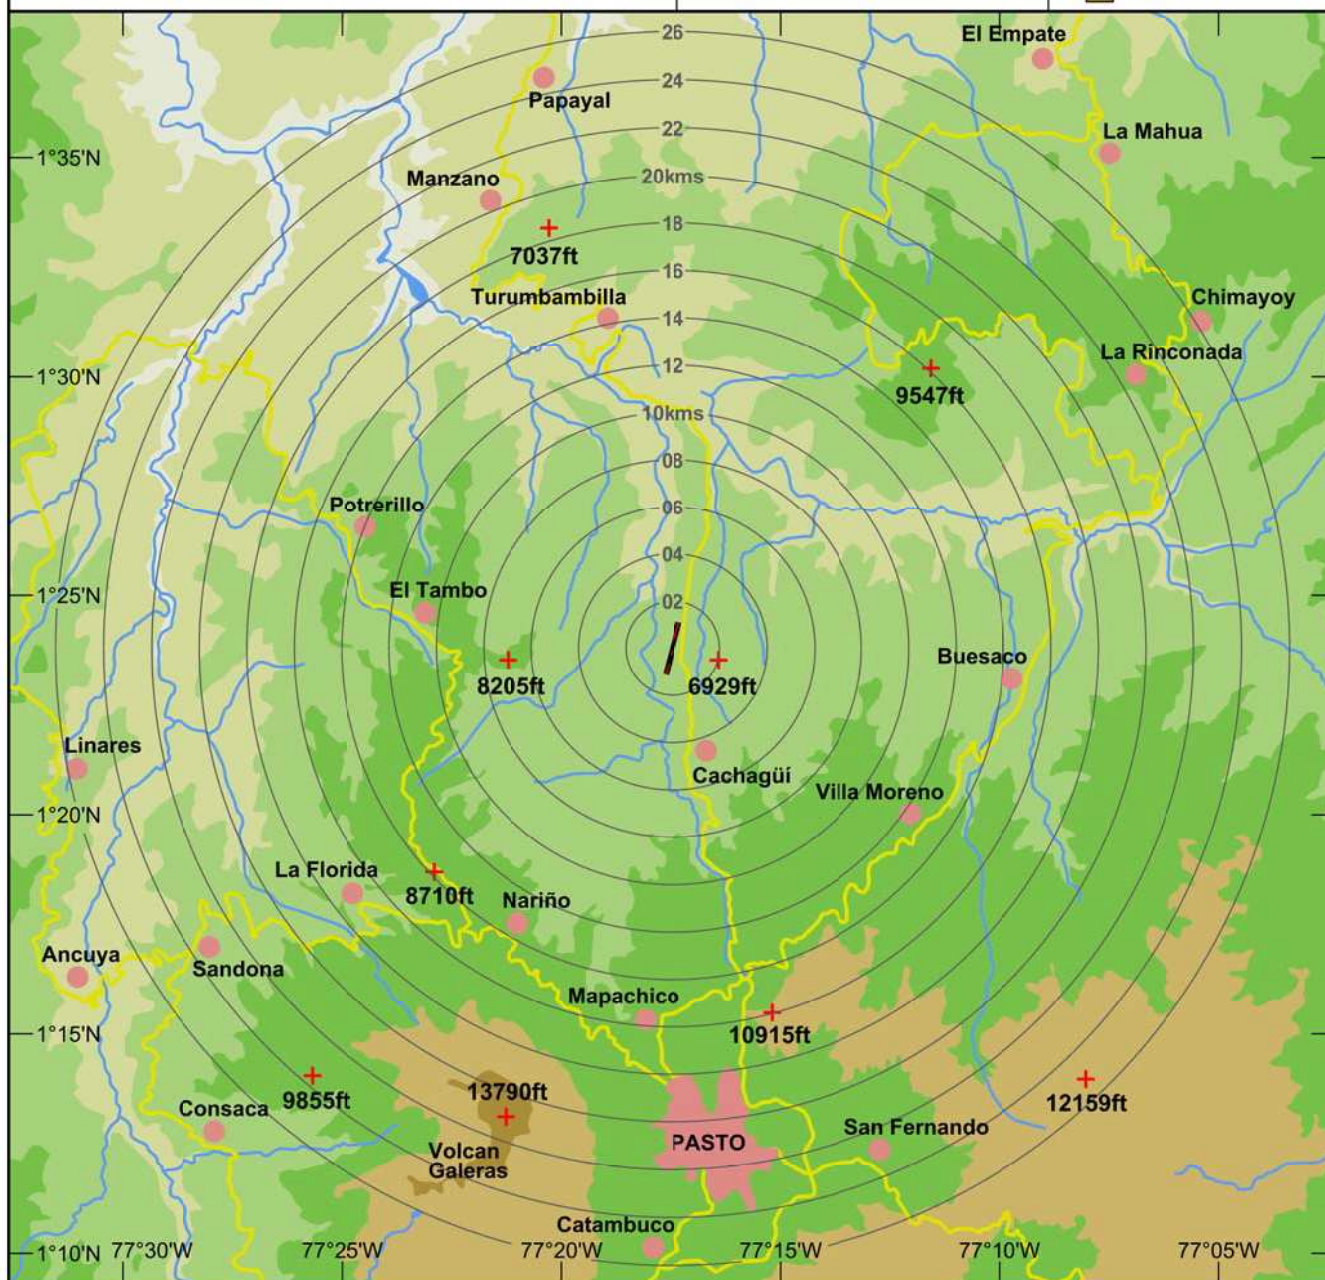 26
El Empate
24
Papayal
22
La Mahua
1°35'N
20kms
Manzano
18
7037ft
16
Turumbambilla
Chimayoy
14
La Rinconada
12
1°30'N
9547ft
10kms
08
Potrerillo
06
04
El Tambo
1°25'N
02
Buesaco
8205ft
6929ft
Linares
Cachagüí
Villa Moreno
1°20'N
La Florida
8710ft
Nariño
Ancuya
Sandona
Mapachico
1°15'N
10915ft
13790ft
9855ft
12159ft
Consaca
San Fernando
PASTO
Volcan
Galeras
Catambuco
1°10'N
77°30'W
77°25'W
77°20'W
77°15'W
77°10'W
77°05'W